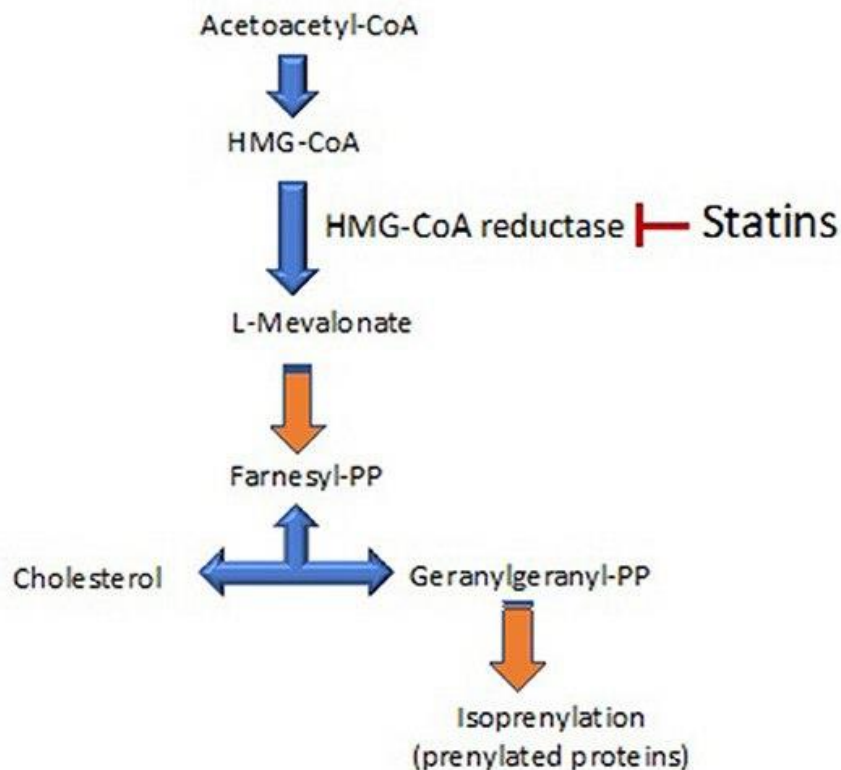 Acetoacetyl-CoA
HMG-CoA
HMG-CoA reductase
Statins
L-Mevalonate
Farnesyl-PP
Cholesterol
Geranylgeranyl-PP
Isoprenylation
(prenylated proteins)